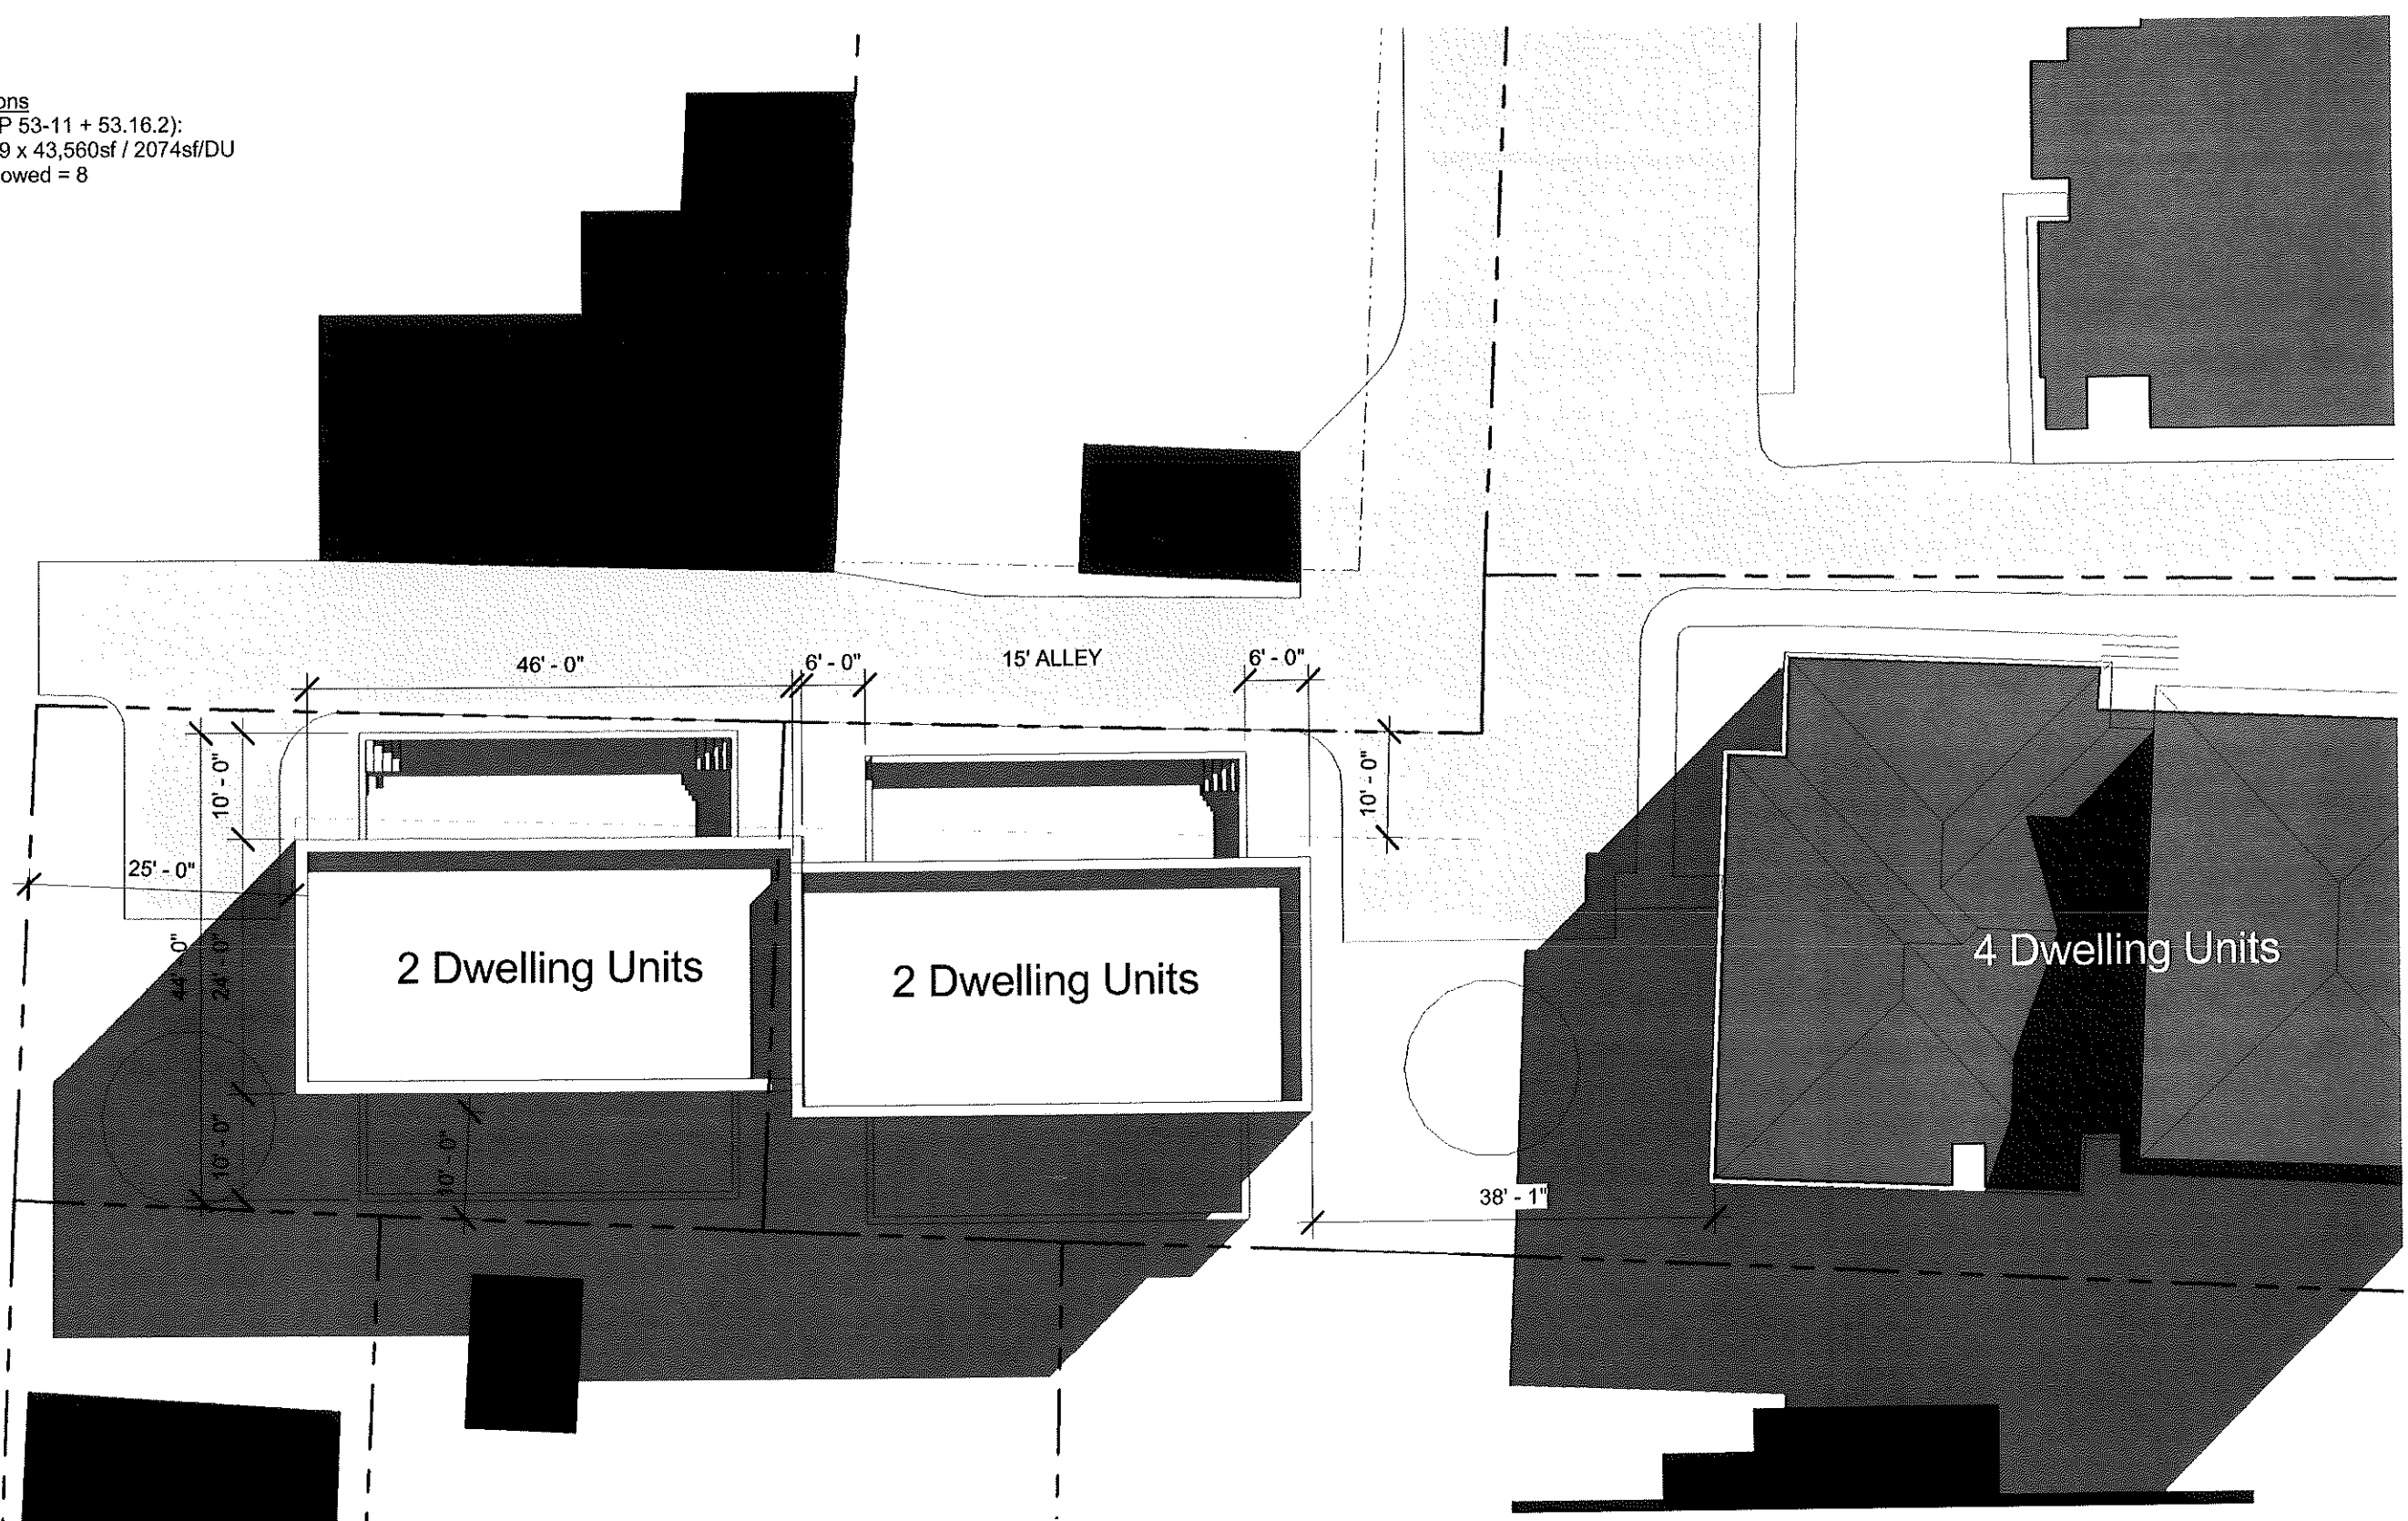 ons
P 53-11 + 53.16.2):
9 x 43,560sf / 2074sf/DU
owed = 8
46' - 0"
6' - 0"
15' ALLEY
6' - 0"
10' - 0"
10' - 0"
25' - 0"
44' - 0"
24' - 0"
2 Dwelling Units
2 Dwelling Units
4 Dwelling Units
10' - 0"
10' - 0"
38' - 1"